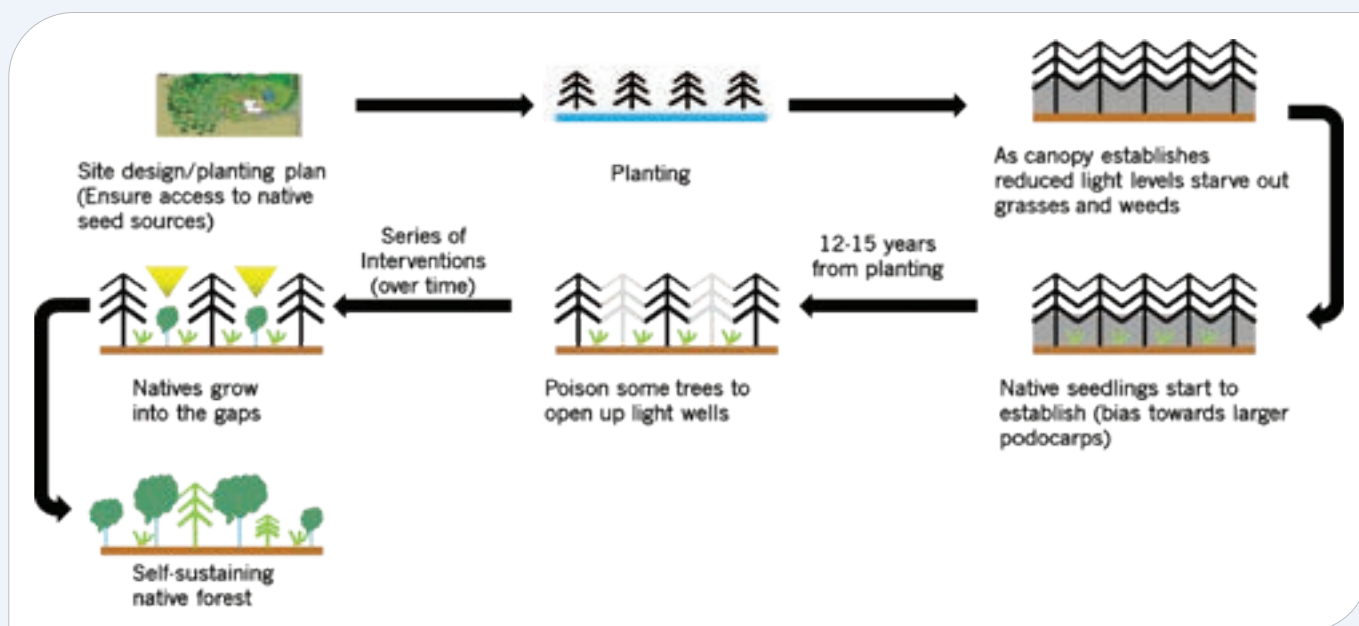 Site design/planting plan
(Ensure access to native
seed sources)
Planting
As canopy establishes
reduced light levels starve out
grasses and weeds
Native seedlings start to
establish (bias towards larger
podocarps)
12-15 years
from planting
Poison some trees to
open up light wells
Series of
Interventions
(over time)
Natives grow
into the gaps
Self-sustaining
native forest